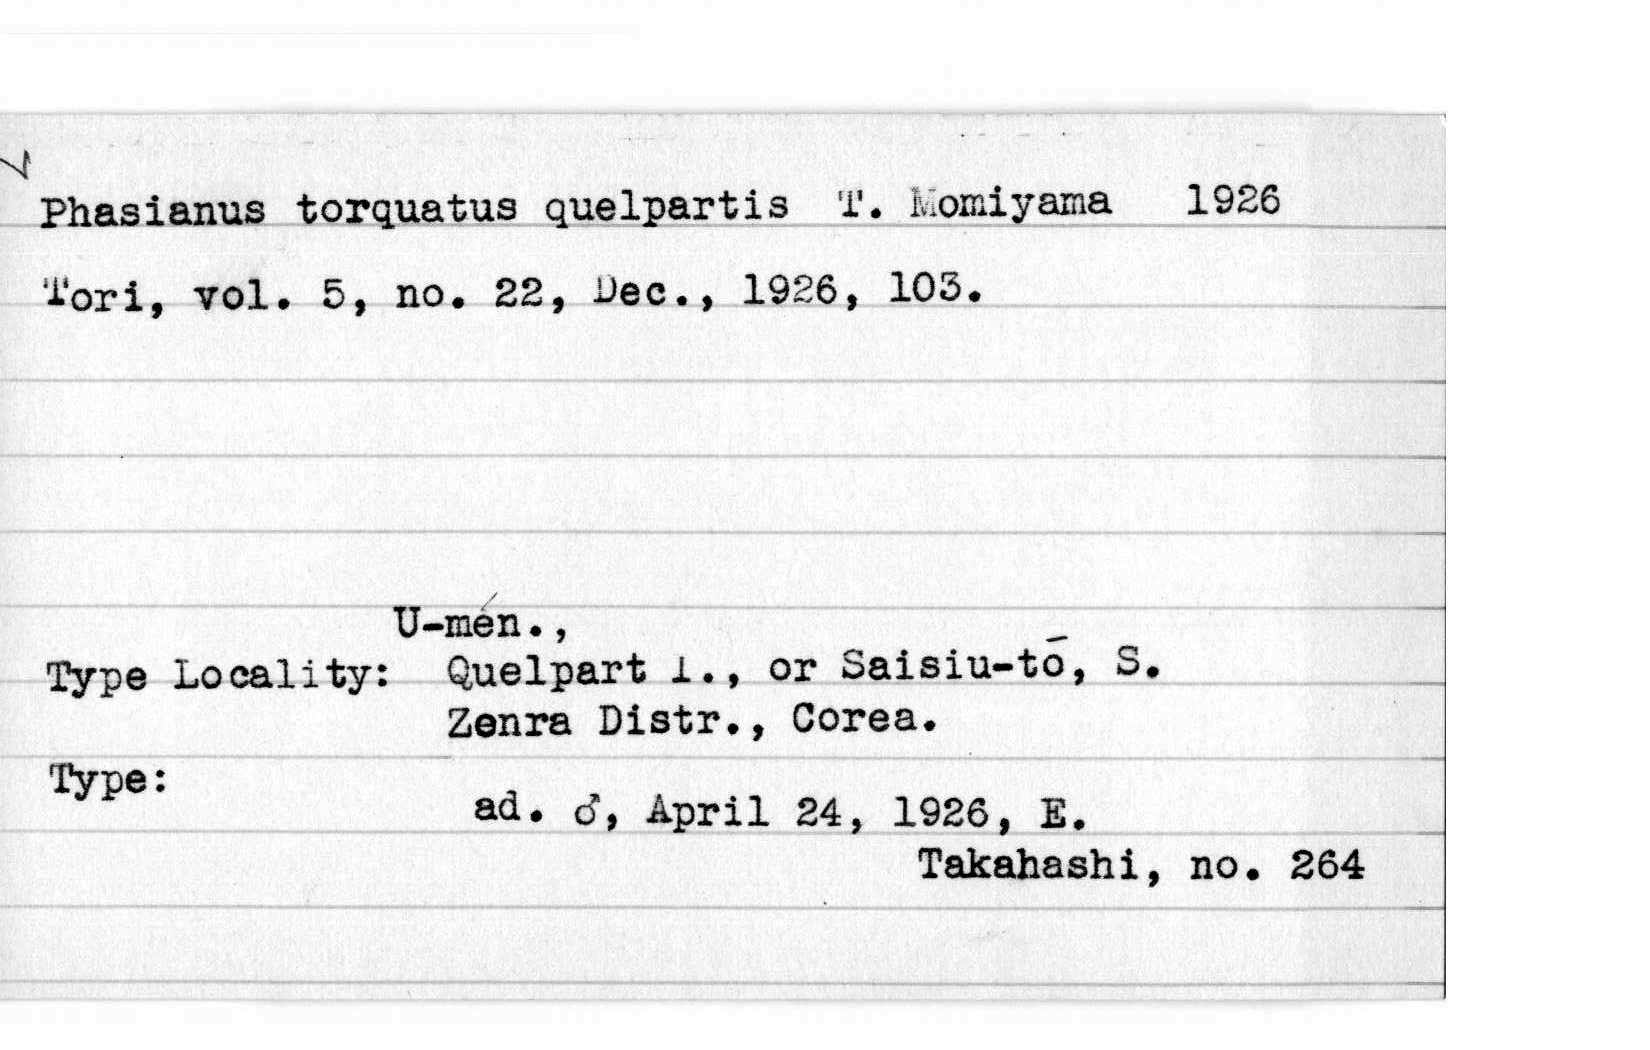 Phasianus torquatus quelpartis T. Momiyama 1926
Tori, vol. 5, no. 22, Dec., 1926, 103.
U-mén.,
Type Locality: Quelpart I., or Saisiu-tō, S.
Zenra Distr., Corea.
Type:
ad. ♂, April 24, 1926, E.
Takahashi, no. 264